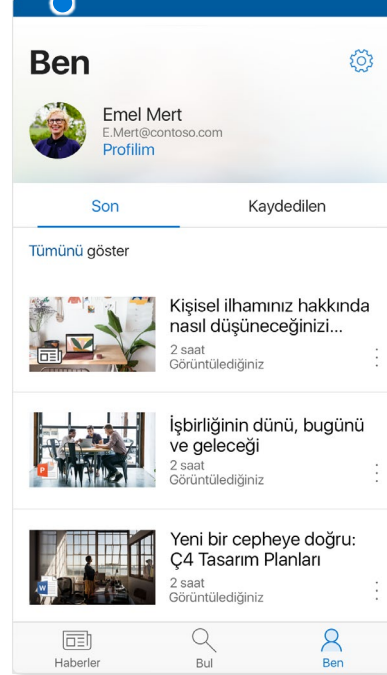 Ben
Emel Mert
E.Mert@contoso.com
Profilim
Son
Kaydedilen
Tümünü göster
Kişisel ilhamınız hakkında
nasıl düşüneceğinizi...
2 saat
Görüntülediğiniz
İşbirliğinin dünü, bugünü
ve geleceği
2 saat
Görüntülediğiniz
P
Yeni bir cepheye doğru:
Ç4 Tasarım Planları
2 saat
Görüntülediğiniz
W
Haberler
Bul
Ben